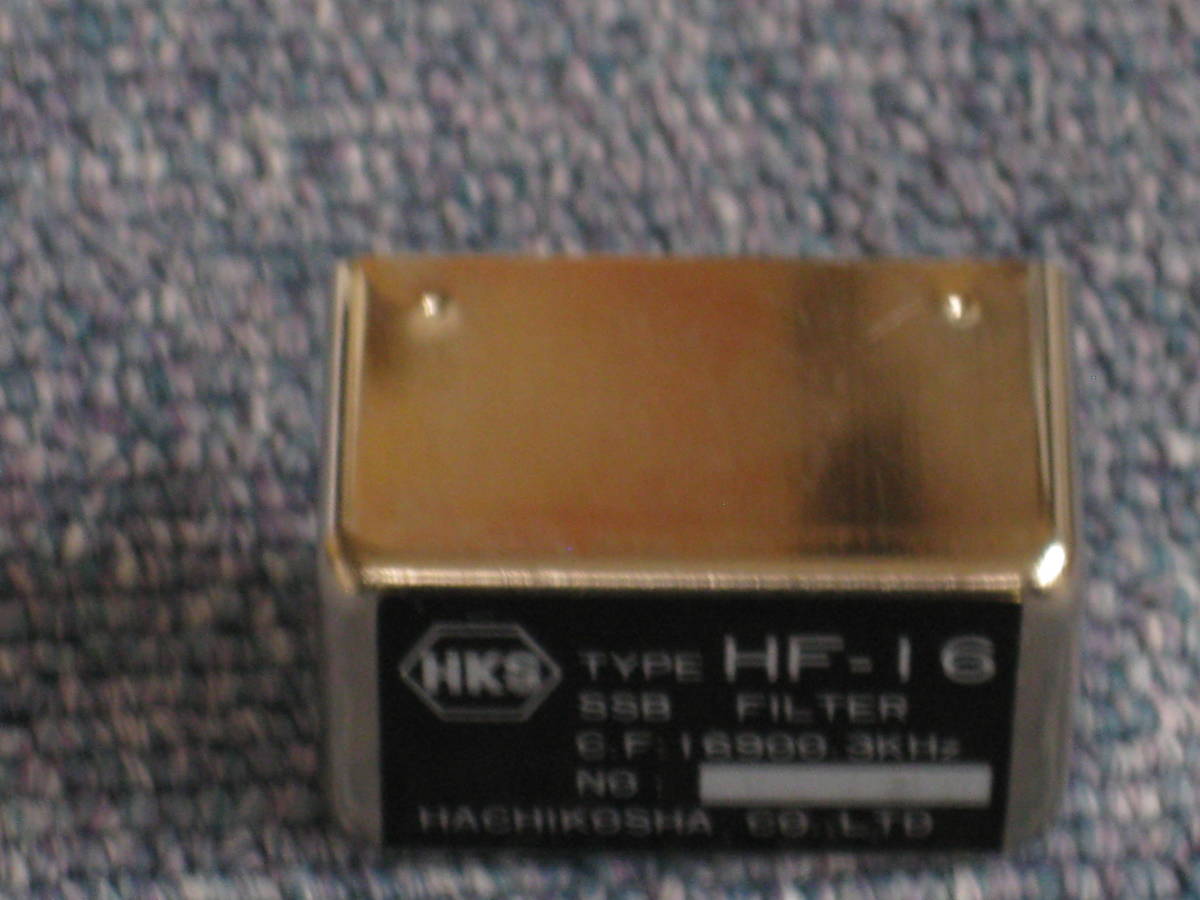 HKS TYPE HF-16
SSB FILTER
C.F: 16900.3KHz
NO:
HACHIKOSHA CO.,LTD